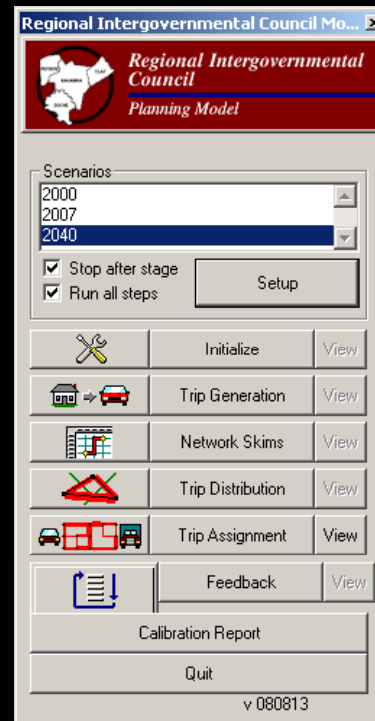 Regional Intergovernmental Council Mo...
Regional Intergovernmental
Council
Planning Model
Scenarios
2000
2007
2040
Stop after stage
Run all steps
Setup
Initialize View
Trip Generation View
Network Skims View
Trip Distribution View
Trip Assignment View
Feedback View
Calibration Report
Quit
v 080813